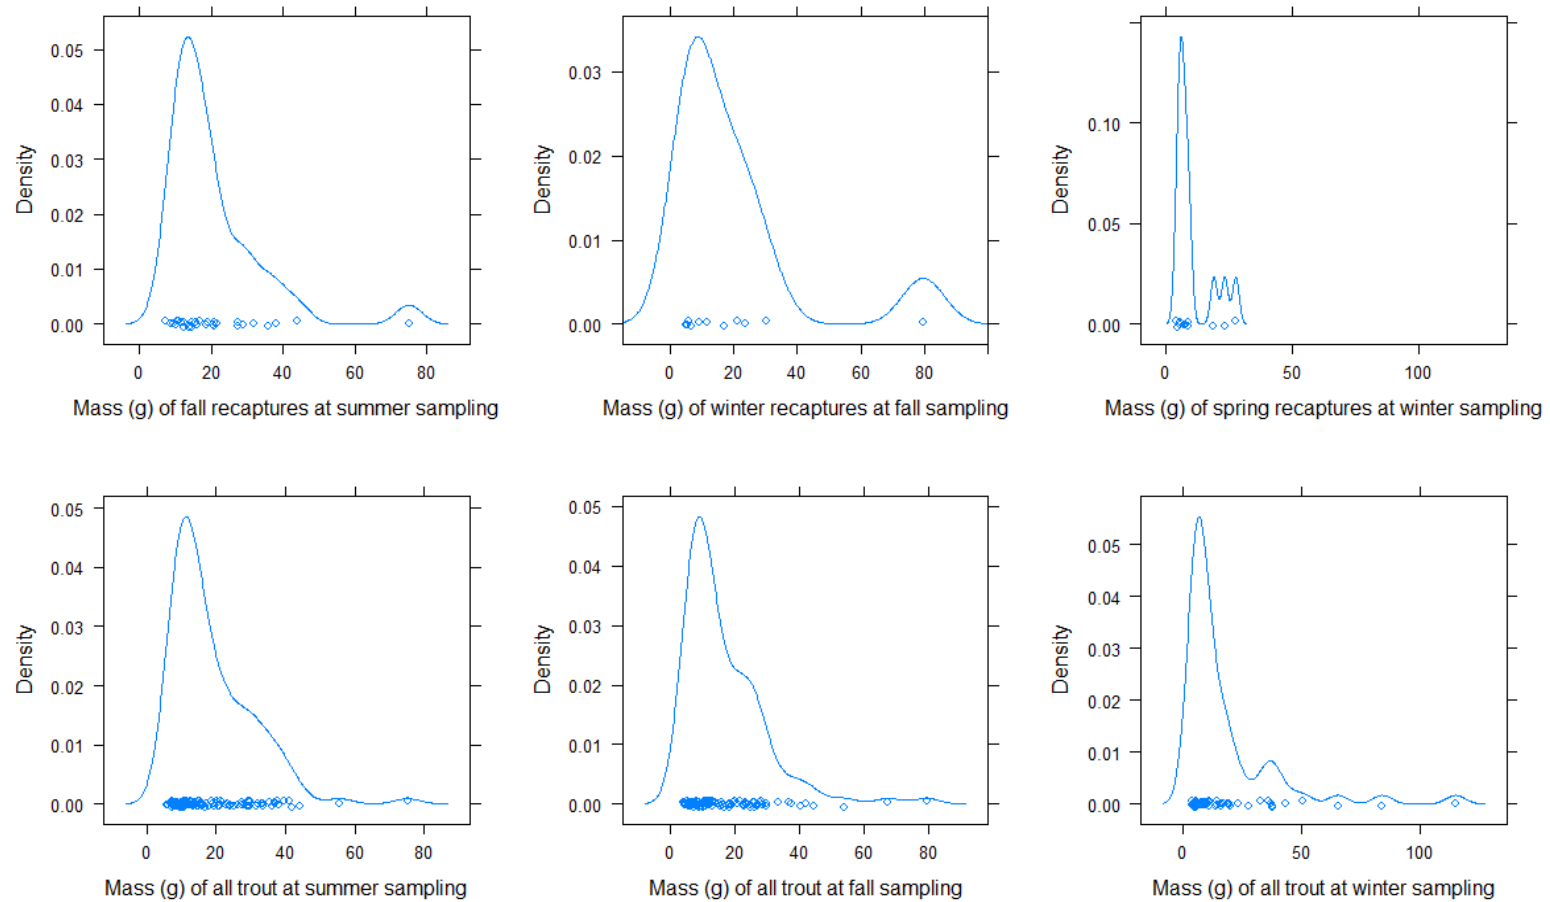 0.05
0.04
0.03
0.02
0.01
0.00
Density
0 20 40 60 80
Mass (g) of fall recaptures at summer sampling
0.03
0.02
0.01
0.00
Density
0 20 40 60 80
Mass (g) of winter recaptures at fall sampling
0.10
0.05
0.00
Density
0 50 100
Mass (g) of spring recaptures at winter sampling
0.05
0.04
0.03
0.02
0.01
0.00
Density
0 20 40 60 80
Mass (g) of all trout at summer sampling
0.05
0.04
0.03
0.02
0.01
0.00
Density
0 20 40 60 80
Mass (g) of all trout at fall sampling
0.05
0.04
0.03
0.02
0.01
0.00
Density
0 50 100
Mass (g) of all trout at winter sampling